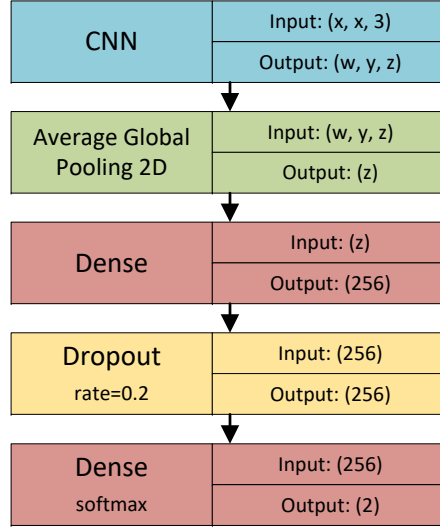 CNN
Input: (x, x, 3)
Output: (w, y, z)
Average Global
Pooling 2D
Input: (w, y, z)
Output: (z)
Dense
Input: (z)
Output: (256)
Dropout
rate=0.2
Input: (256)
Output: (256)
Dense
softmax
Input: (256)
Output: (2)